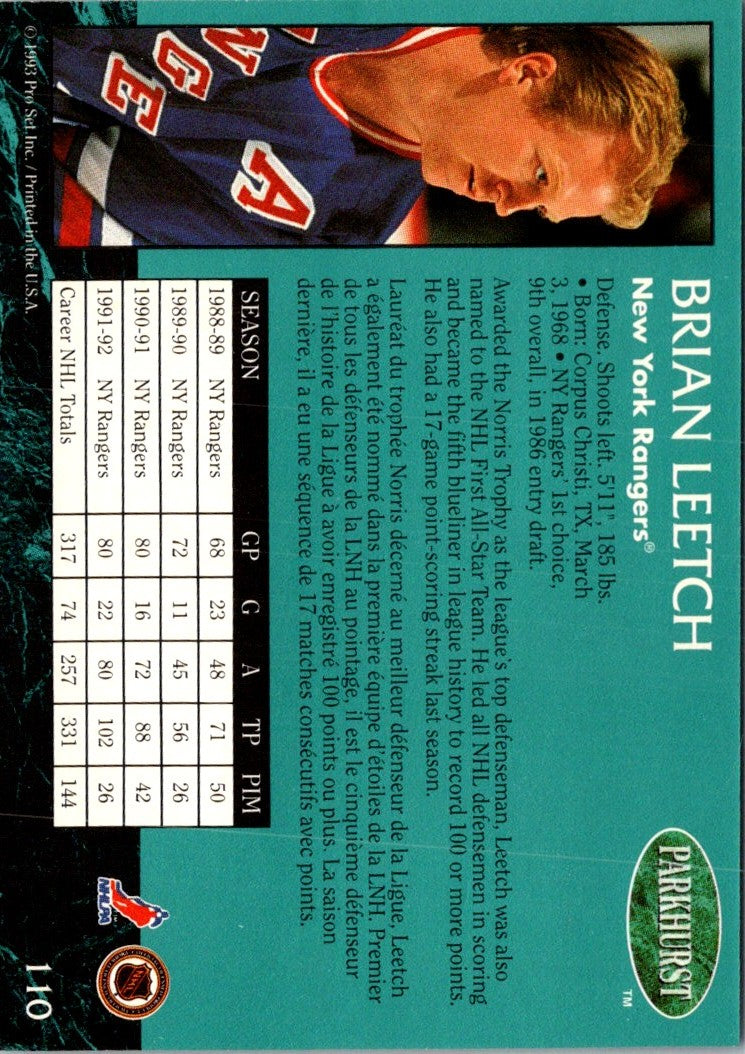 BRIAN LEETCH
New York Rangers®
Defense. Shoots left. 5'11", 185 lbs.
• Born: Corpus Christi, TX, March
3, 1968 • NY Rangers' 1st choice,
9th overall, in 1986 entry draft.
PARKHURST
TM
Awarded the Norris Trophy as the league's top defenseman, Leetch was also
named to the NHL First All-Star Team. He led all NHL defensemen in scoring
and became the fifth blueliner in league history to record 100 or more points.
He also had a 17-game point-scoring streak last season.
Lauréat du trophée Norris décerné au meilleur défenseur de la Ligue, Leetch
a également été nommé dans la première équipe d'étoiles de la LNH. Premier
de tous les défenseurs de la LNH au pointage, il est le cinquième défenseur
de l'histoire de la Ligue à avoir enregistré 100 points ou plus. La saison
dernière, il a eu une séquence de 17 matches consécutifs avec points.
SEASON GP G A TP PIM
1988-89 NY Rangers 68 23 48 71 50
1989-90 NY Rangers 72 11 45 56 26
1990-91 NY Rangers 80 16 72 88 42
1991-92 NY Rangers 80 22 80 102 26
Career NHL Totals 317 74 257 331 144
© 1993 Pro Set, Inc. / Printed in the U.S.A.
NHLPA
NHL
110
A
NGE